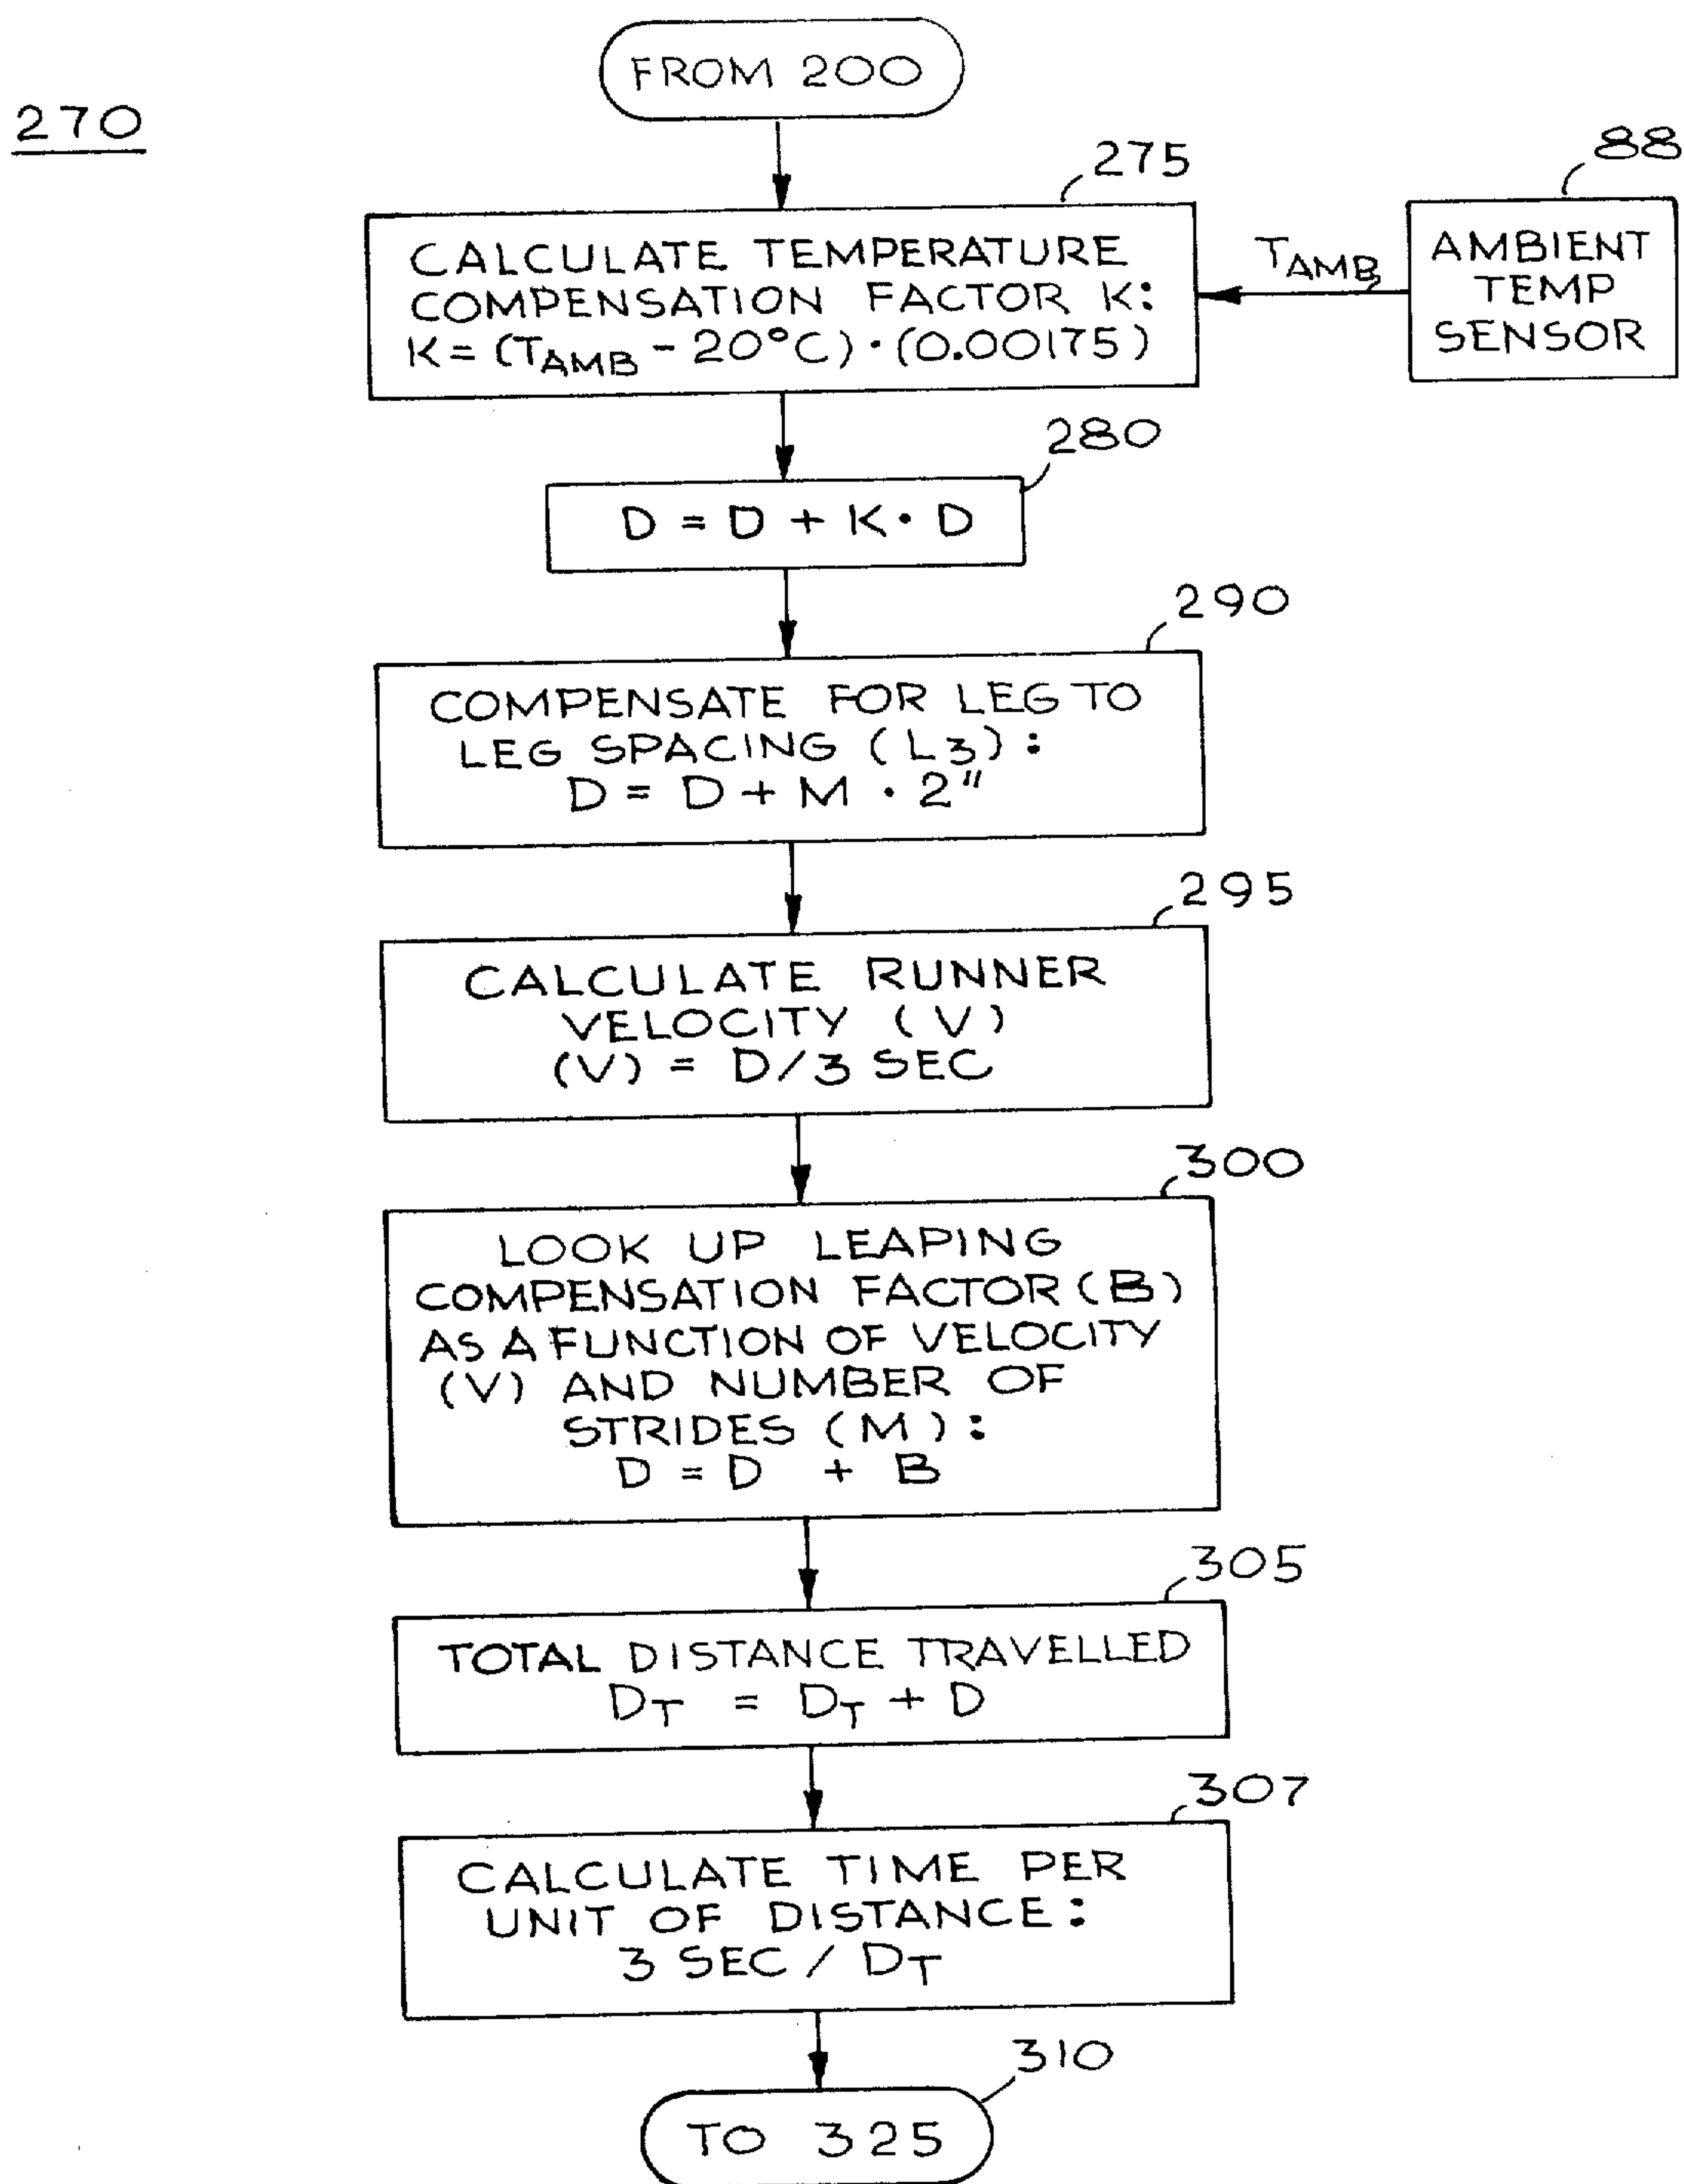 FROM 200
270
275
88
CALCULATE TEMPERATURE
COMPENSATION FACTOR K:
K = (TAMB - 20°C) · (0.00175)
TAMB
AMBIENT
TEMP
SENSOR
280
D = D + K · D
290
COMPENSATE FOR LEG TO
LEG SPACING (L3) :
D = D + M · 2"
295
CALCULATE RUNNER
VELOCITY (V)
(V) = D/3 SEC
300
LOOK UP LEAPING
COMPENSATION FACTOR (B)
AS A FUNCTION OF VELOCITY
(V) AND NUMBER OF
STRIDES (M) :
D = D + B
305
TOTAL DISTANCE TRAVELLED
DT = DT + D
307
CALCULATE TIME PER
UNIT OF DISTANCE :
3 SEC / DT
310
TO 325